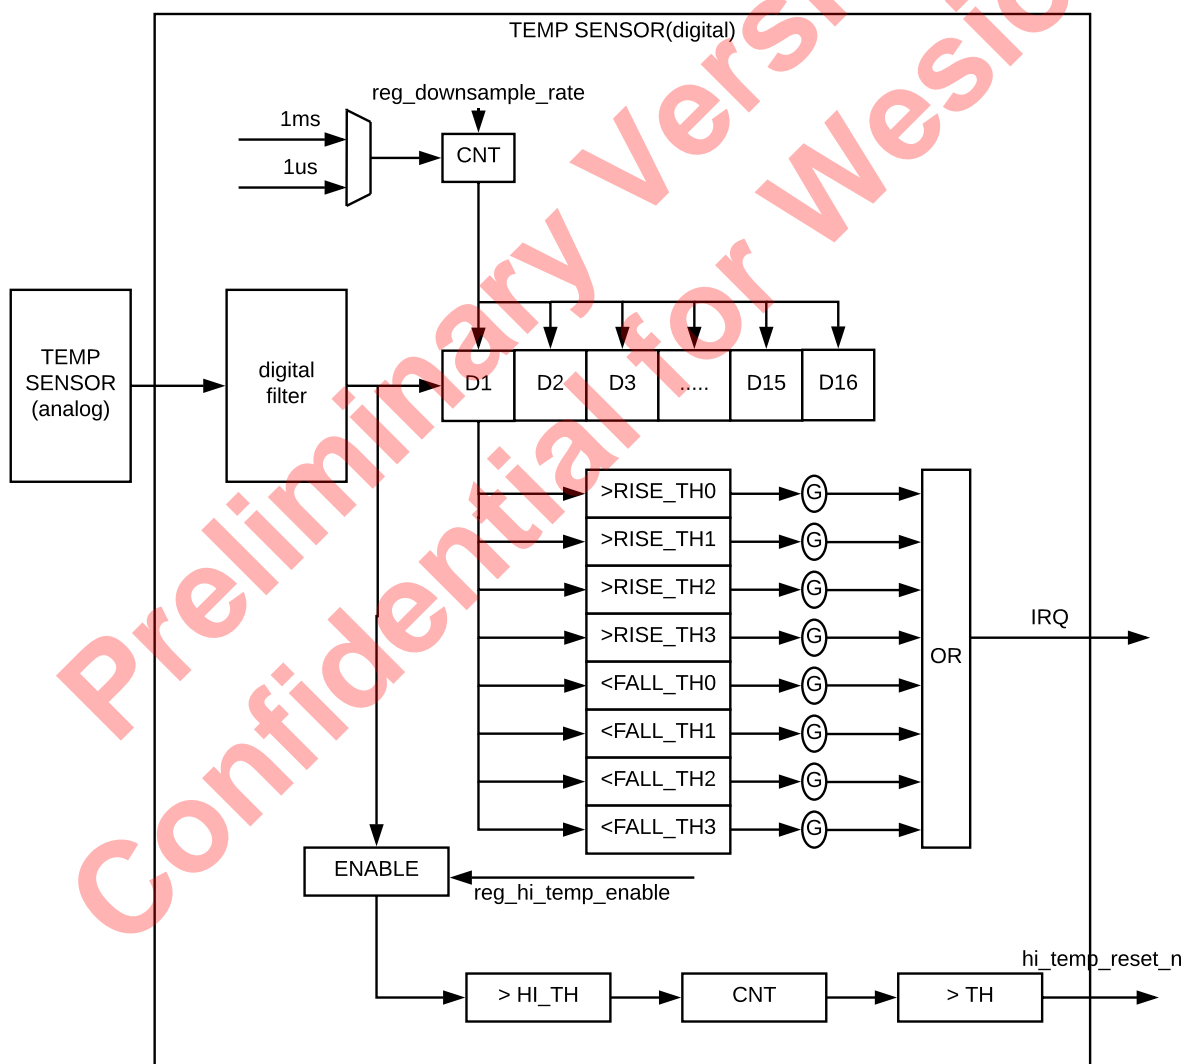 TEMP SENSOR(digital)
reg_downsample_rate
1ms
CNT
1us
TEMP
SENSOR
(analog)
digital
filter
D1
D2
D3
.....
D15
D16
>RISE_TH0
G
>RISE_TH1
G
>RISE_TH2
G
>RISE_TH3
G
<FALL_TH0
G
<FALL_TH1
G
<FALL_TH2
G
<FALL_TH3
G
OR
IRQ
ENABLE
reg_hi_temp_enable
hi_temp_reset_n
> HI_TH
CNT
> TH
Preliminary Versi
Confidential for Wesio